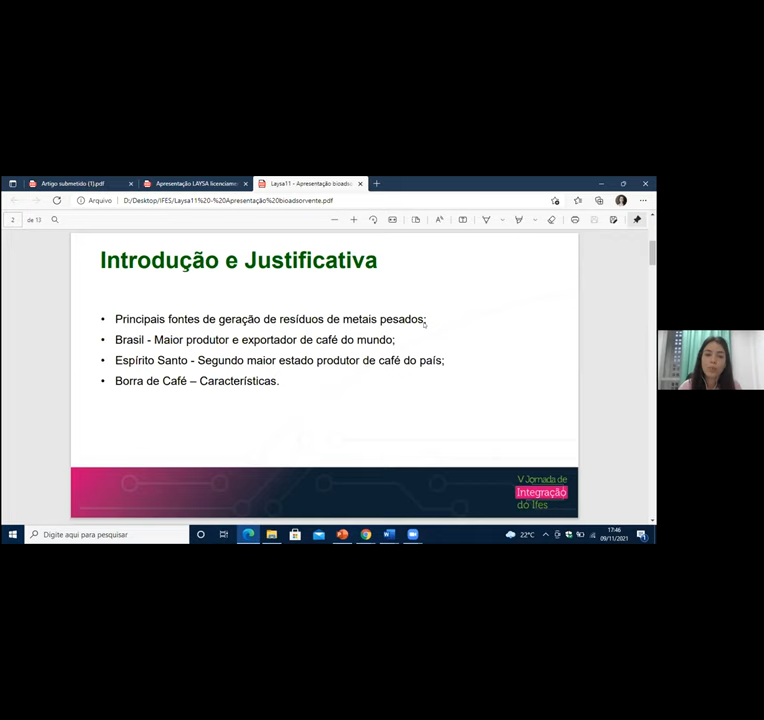 Artigo submetido (1).pdf
Apresentação LAYSA licenciamen
Laysa11 - Apresentação bioads
Arquivo
D:/Desktop/IFES/Laysa11%20-%20Apresentação%20bioadsorvente.pdf
2
de 13
Introdução e Justificativa
• Principais fontes de geração de resíduos de metais pesados;
• Brasil - Maior produtor e exportador de café do mundo;
• Espírito Santo - Segundo maior estado produtor de café do país;
• Borra de Café – Características.
V Jornada de
Integração
do Ifes
Digite aqui para pesquisar
22°C
17:46
09/11/2021